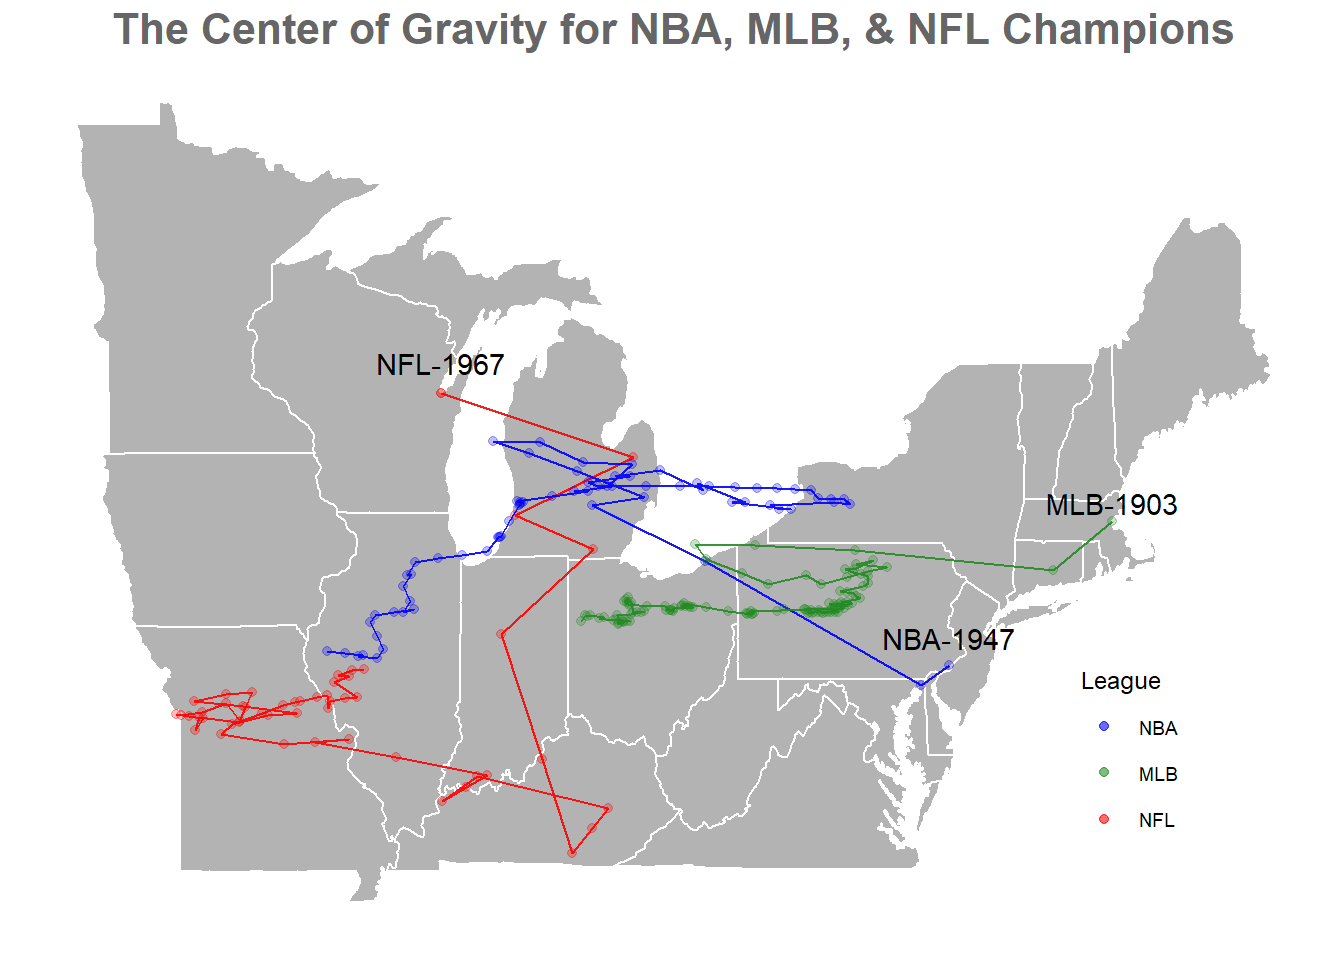 The Center of Gravity for NBA, MLB, & NFL Champions
NFL-1967
MLB-1903
NBA-1947
League
NBA
MLB
NFL